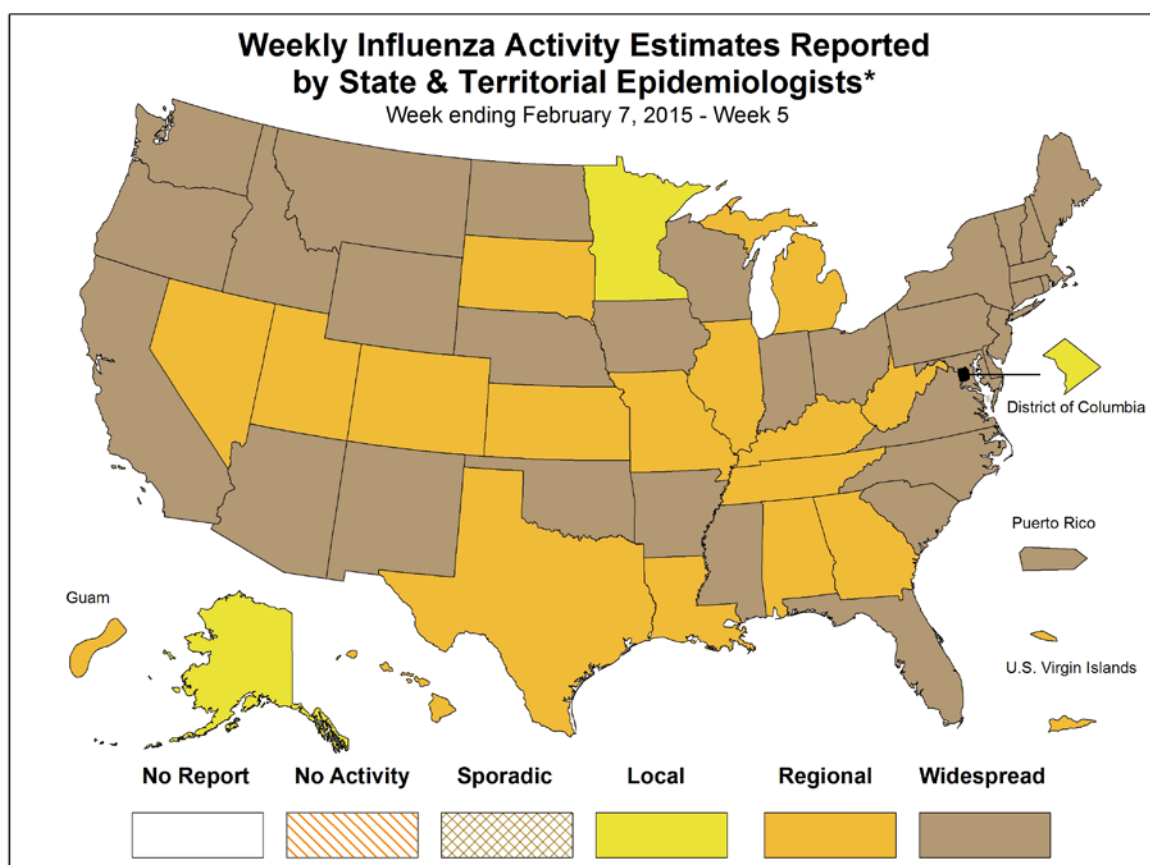 Weekly Influenza Activity Estimates Reported
by State & Territorial Epidemiologists*
Week ending February 7, 2015 - Week 5
District of Columbia
Puerto Rico
Guam
U.S. Virgin Islands
No Report No Activity Sporadic Local Regional Widespread